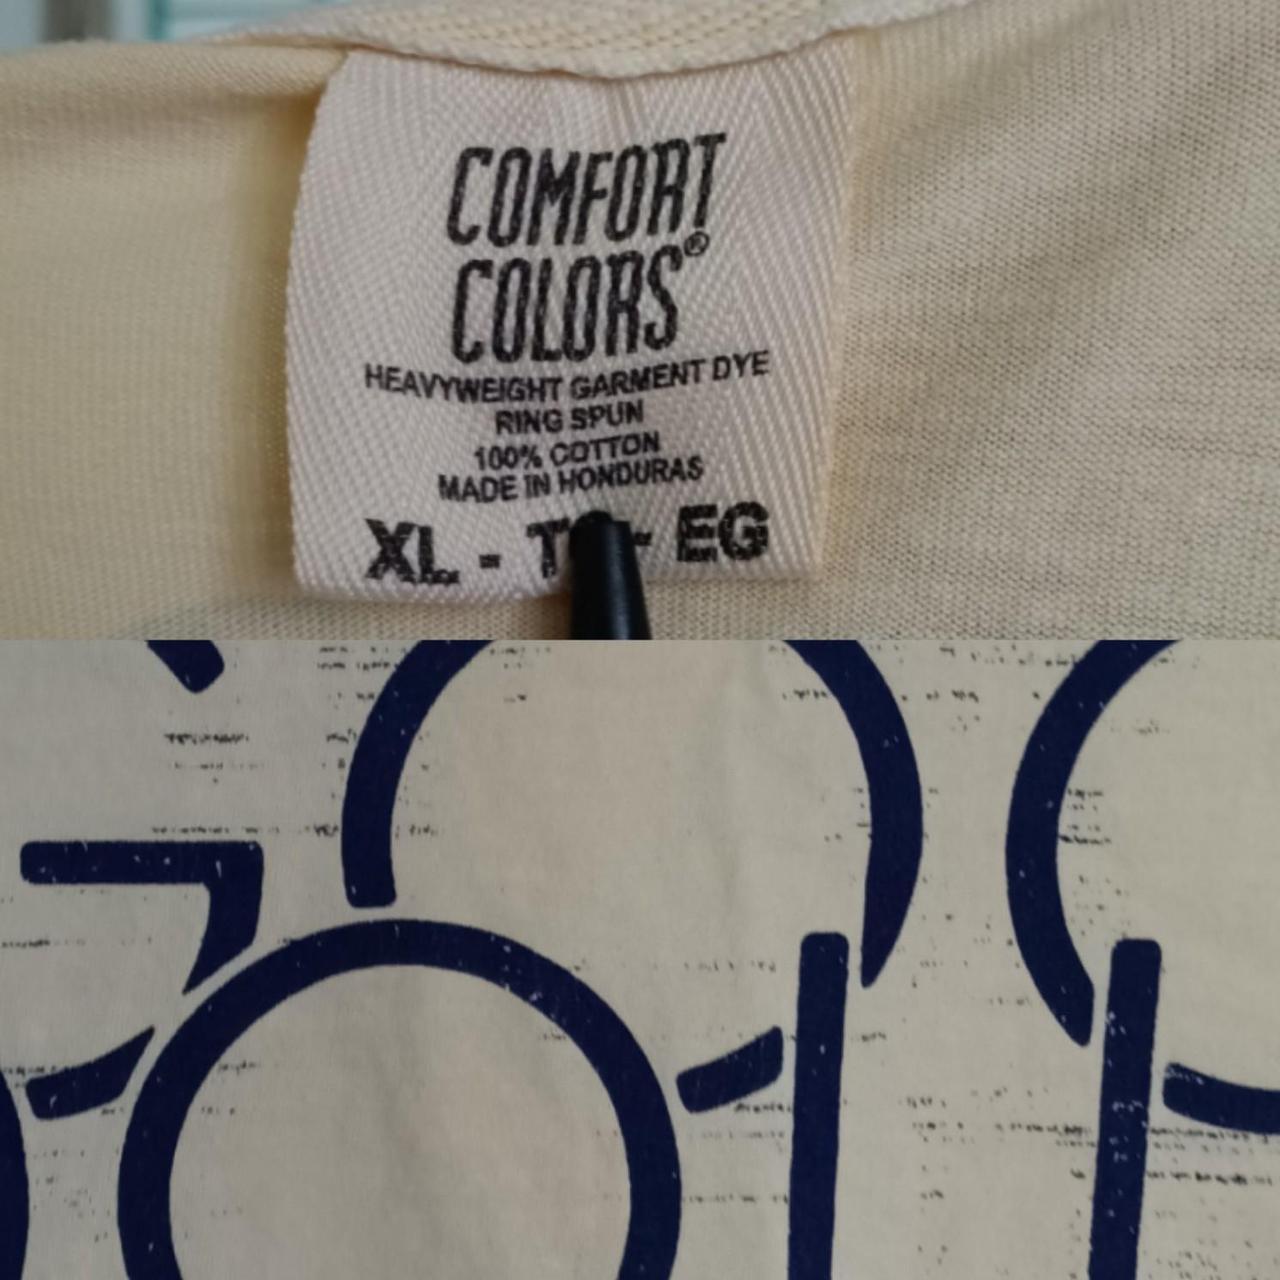 COMFORT
COLORS®
HEAVYWEIGHT GARMENT DYE
RING SPUN
100% COTTON
MADE IN HONDURAS
XL - - EG